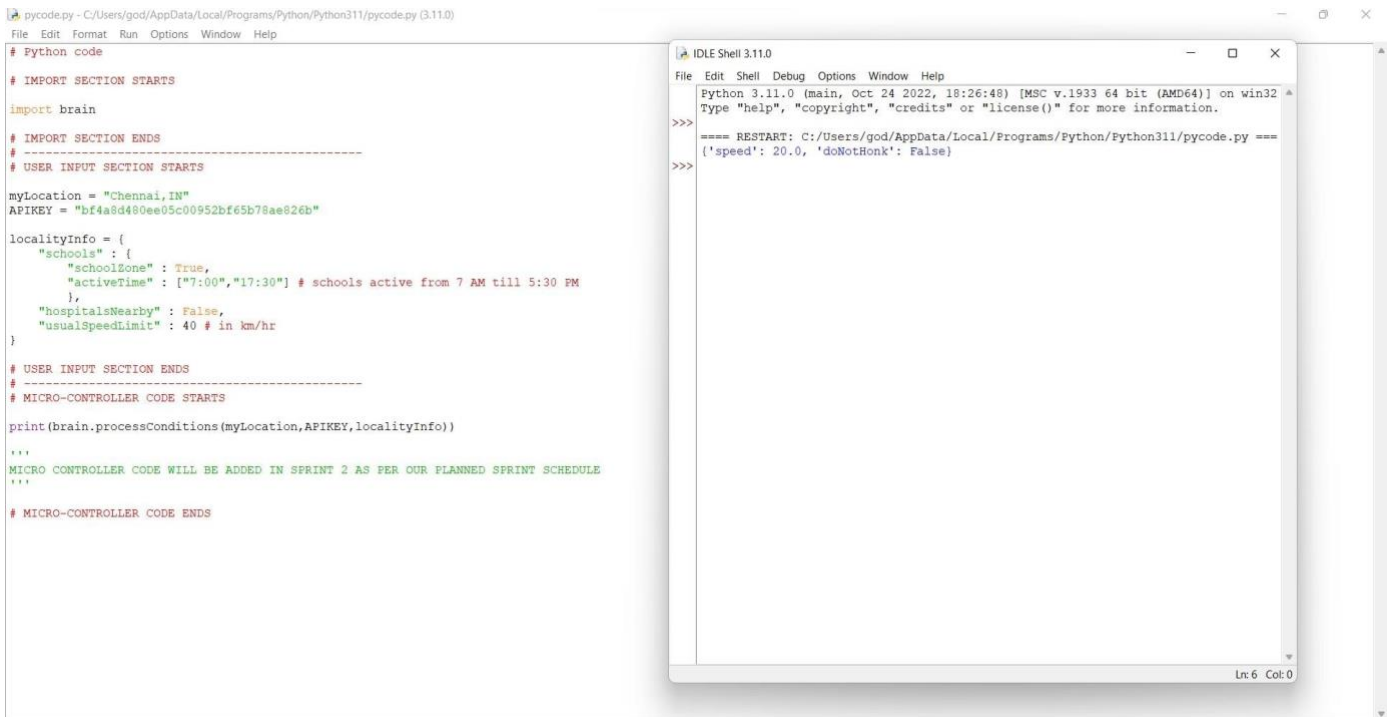 pycode.py - C:/Users/god/AppData/Local/Programs/Python/Python311/pycode.py (3.11.0)
File Edit Format Run Options Window Help
# Python code
# IMPORT SECTION STARTS
import brain
# IMPORT SECTION ENDS
# -----------------------------------------------
# USER INPUT SECTION STARTS
myLocation = "Chennai,IN"
APIKEY = "bf4a8d480ee05c00952bf65b78ae826b"
localityInfo = {
    "schools" : {
        "schoolZone" : True,
        "activeTime" : ["7:00","17:30"] # schools active from 7 AM till 5:30 PM
        },
    "hospitalsNearby" : False,
    "usualSpeedLimit" : 40 # in km/hr
}
# USER INPUT SECTION ENDS
# -----------------------------------------------
# MICRO-CONTROLLER CODE STARTS
print(brain.processConditions(myLocation,APIKEY,localityInfo))
'''
MICRO CONTROLLER CODE WILL BE ADDED IN SPRINT 2 AS PER OUR PLANNED SPRINT SCHEDULE
'''
# MICRO-CONTROLLER CODE ENDS
IDLE Shell 3.11.0
File Edit Shell Debug Options Window Help
Python 3.11.0 (main, Oct 24 2022, 18:26:48) [MSC v.1933 64 bit (AMD64)] on win32
Type "help", "copyright", "credits" or "license()" for more information.
>>>
==== RESTART: C:/Users/god/AppData/Local/Programs/Python/Python311/pycode.py ===
{'speed': 20.0, 'doNotHonk': False}
>>>
Ln: 6 Col: 0